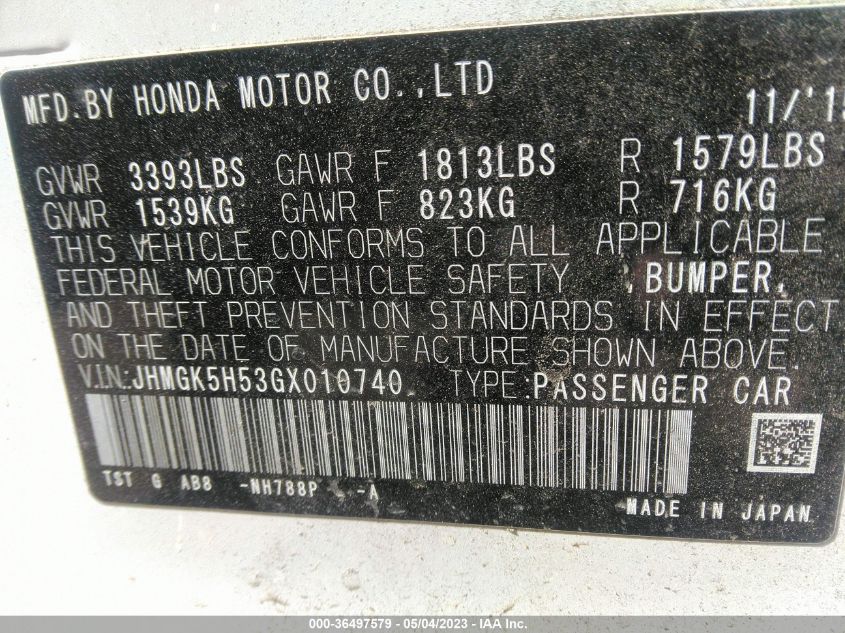 MFD.BY HONDA MOTOR CO.,LTD 11/'15
GVWR 3393LBS GAWR F 1813LBS R 1579LBS
GVWR 1539KG GAWR F 823KG R 716KG
THIS VEHICLE CONFORMS TO ALL APPLICABLE
FEDERAL MOTOR VEHICLE SAFETY, BUMPER,
AND THEFT PREVENTION STANDARDS IN EFFECT
ON THE DATE OF MANUFACTURE SHOWN ABOVE.
V.I.N:JHMGK5H53GX010740 TYPE:PASSENGER CAR
TST G AB8 -NH788P -A
MADE IN JAPAN
000-36497579 - 05/04/2023 - IAAI.COM